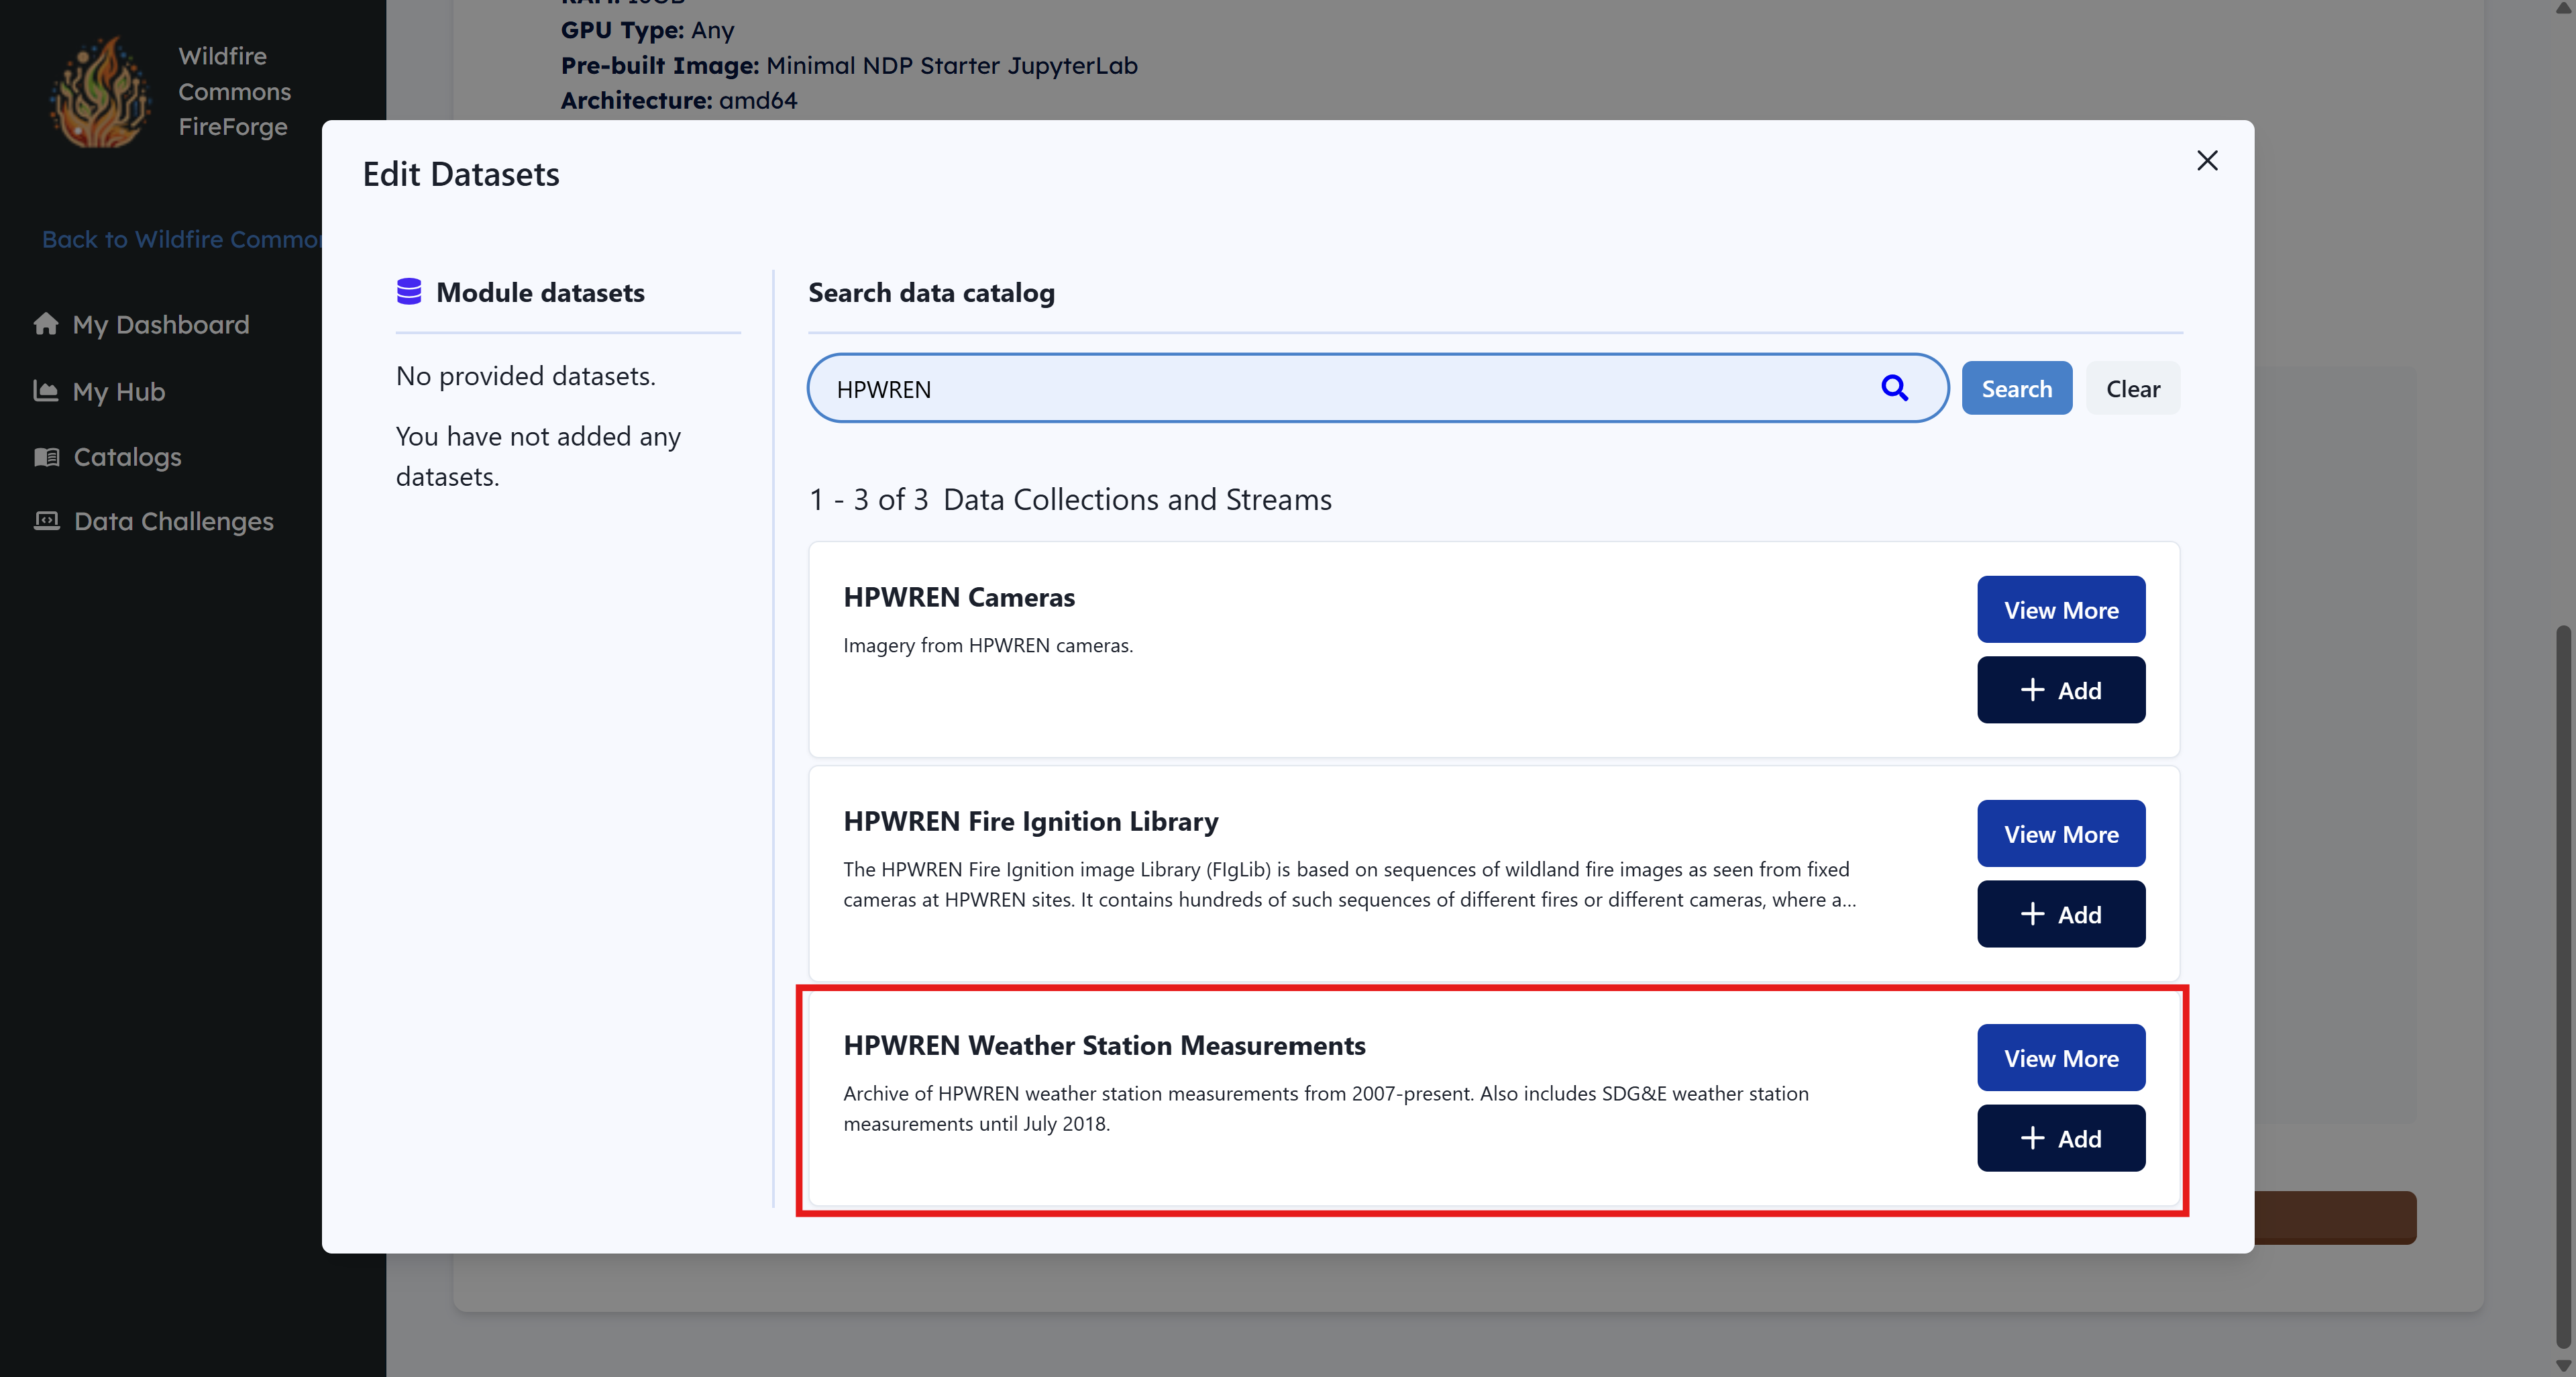 Wildfire
Commons
FireForge
Back to Wildfire Common
My Dashboard
My Hub
Catalogs
Data Challenges
GPU Type: Any
Pre-built Image: Minimal NDP Starter JupyterLab
Architecture: amd64
Edit Datasets
Module datasets
No provided datasets.
You have not added any
datasets.
Search data catalog
HPWREN
Search
Clear
1 - 3 of 3 Data Collections and Streams
HPWREN Cameras
Imagery from HPWREN cameras.
View More
+ Add
HPWREN Fire Ignition Library
The HPWREN Fire Ignition image Library (FIgLib) is based on sequences of wildland fire images as seen from fixed
cameras at HPWREN sites. It contains hundreds of such sequences of different fires or different cameras, where a...
View More
+ Add
HPWREN Weather Station Measurements
Archive of HPWREN weather station measurements from 2007-present. Also includes SDG&E weather station
measurements until July 2018.
View More
+ Add